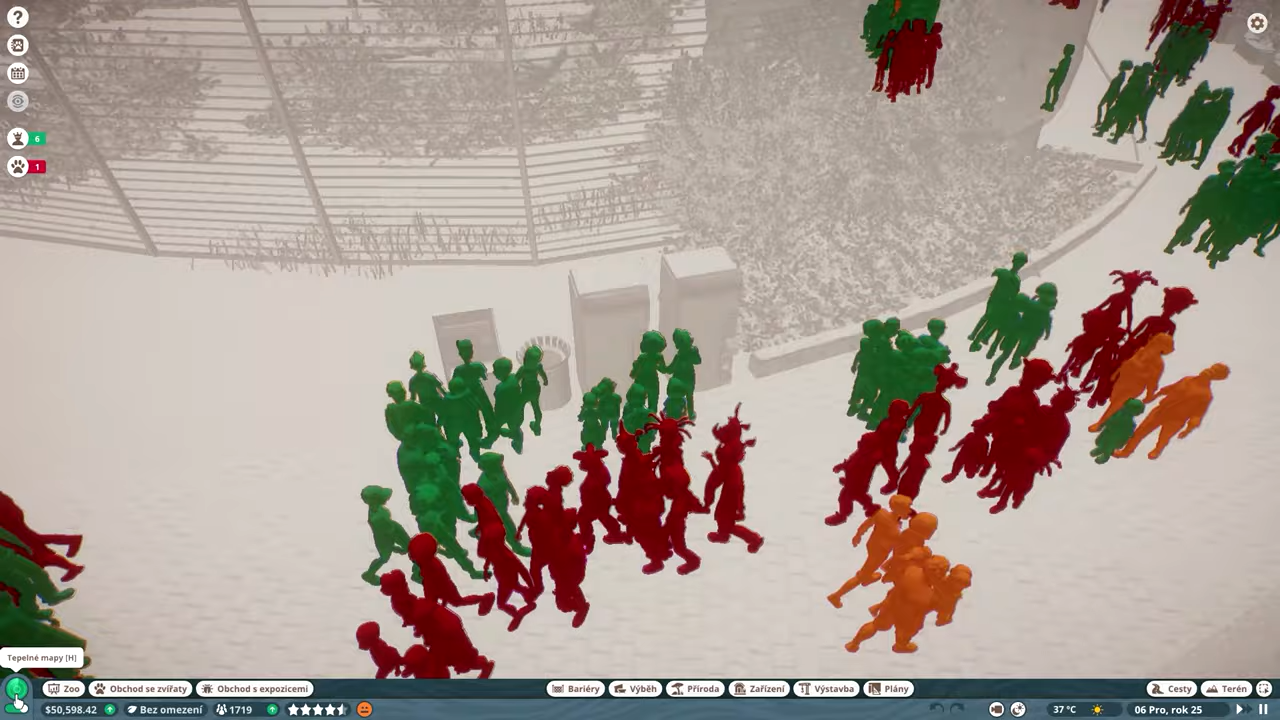 ?
6
1
Tepelné mapy [H]
Zoo
Obchod se zvířaty
Obchod s expozicemi
Bariéry
Výběh
Příroda
Zařízení
Výstavba
Plány
Cesty
Terén
$50,598.42
Bez omezení
1719
37 °C
06 Pro, rok 25